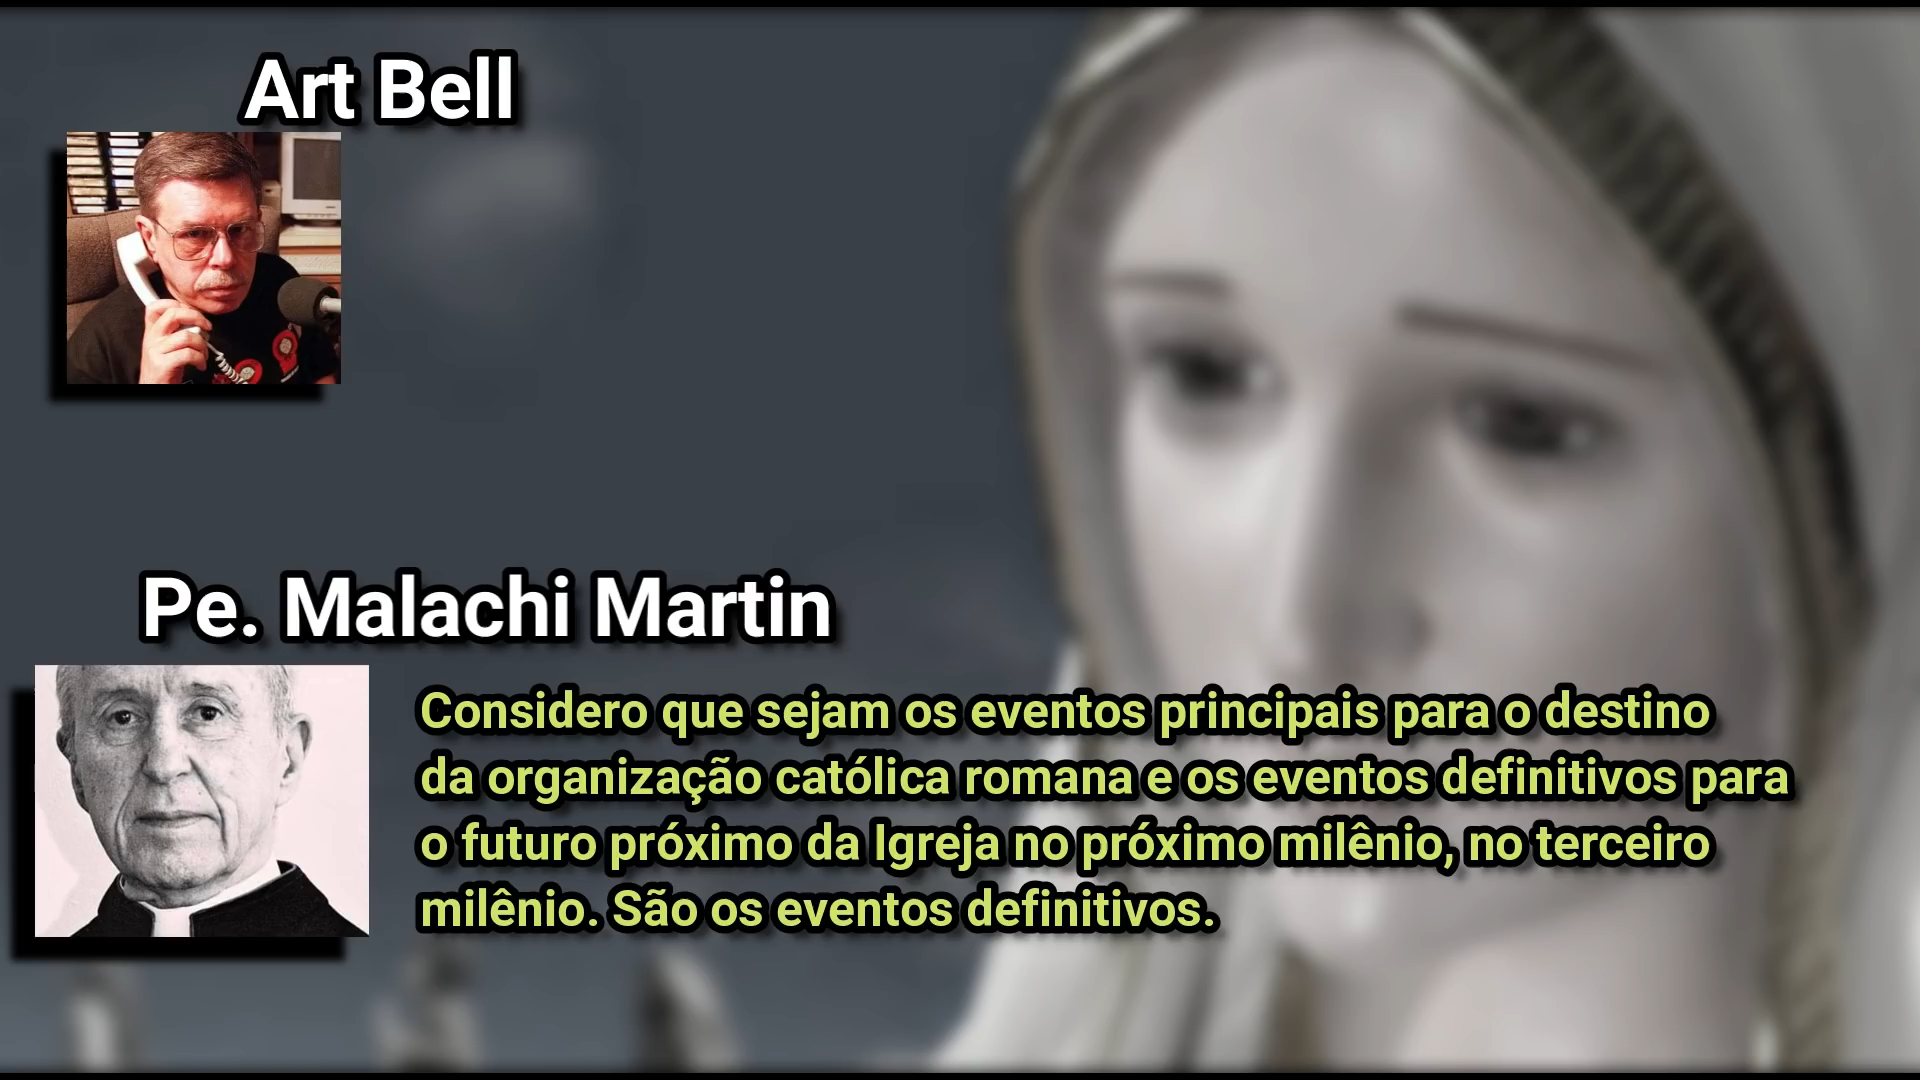 Art Bell
Pe. Malachi Martin
Considero que sejam os eventos principais para o destino
da organização católica romana e os eventos definitivos para
o futuro próximo da Igreja no próximo milênio, no terceiro
milênio. São os eventos definitivos.